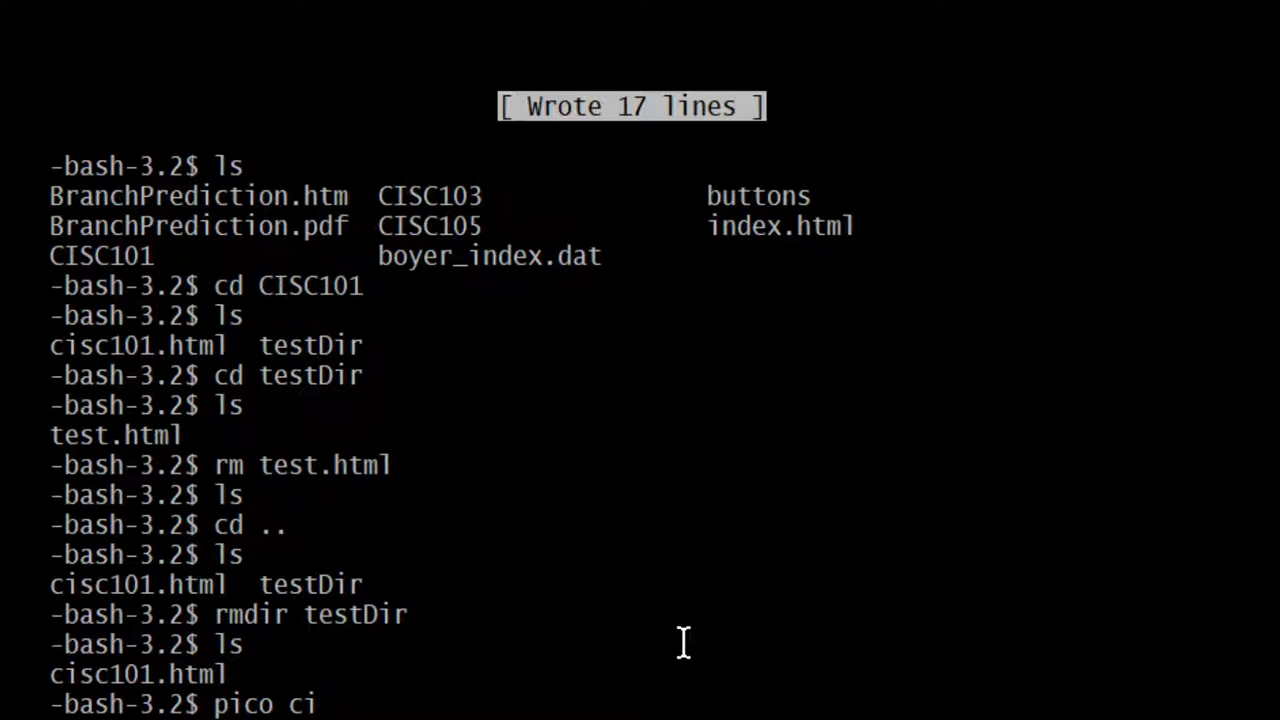 [ Wrote 17 lines ]
-bash-3.2$ ls
BranchPrediction.htm  CISC103               buttons
BranchPrediction.pdf  CISC105               index.html
CISC101               boyer_index.dat
-bash-3.2$ cd CISC101
-bash-3.2$ ls
cisc101.html  testDir
-bash-3.2$ cd testDir
-bash-3.2$ ls
test.html
-bash-3.2$ rm test.html
-bash-3.2$ ls
-bash-3.2$ cd ..
-bash-3.2$ ls
cisc101.html  testDir
-bash-3.2$ rmdir testDir
-bash-3.2$ ls
cisc101.html
-bash-3.2$ pico ci